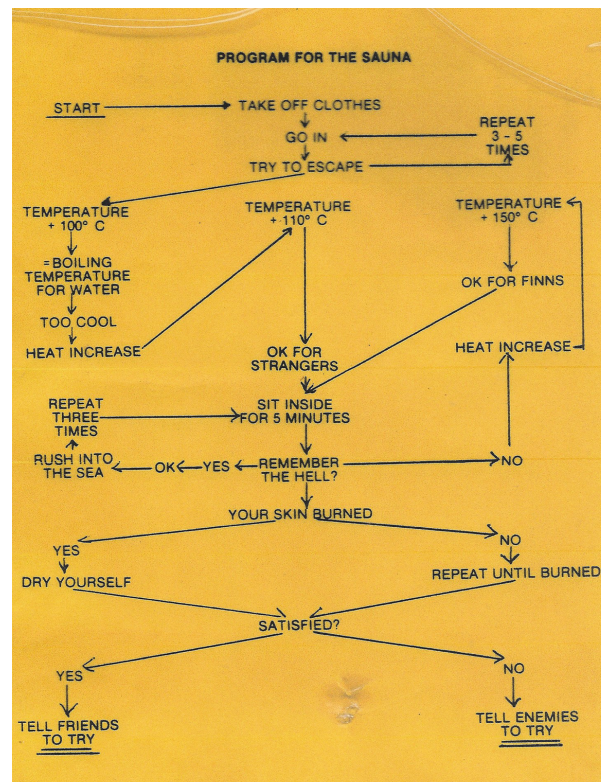 PROGRAM FOR THE SAUNA
START
TAKE OFF CLOTHES
GO IN
REPEAT
3 - 5
TIMES
TRY TO ESCAPE
TEMPERATURE
+ 100° C
TEMPERATURE
+ 110° C
TEMPERATURE
+ 150° C
= BOILING
TEMPERATURE
FOR WATER
OK FOR FINNS
TOO COOL
HEAT INCREASE
OK FOR
STRANGERS
HEAT INCREASE
REPEAT
THREE
TIMES
SIT INSIDE
FOR 5 MINUTES
RUSH INTO
THE SEA
OK
YES
REMEMBER
THE HELL?
NO
YOUR SKIN BURNED
YES
NO
DRY YOURSELF
REPEAT UNTIL BURNED
SATISFIED?
YES
NO
TELL FRIENDS
TO TRY
TELL ENEMIES
TO TRY